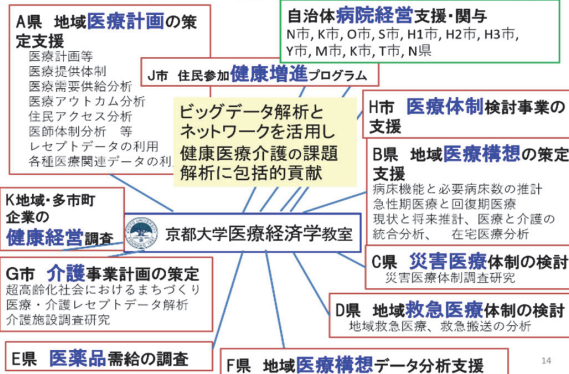 A県 地域医療計画の策
定支援
医療計画等
医療提供体制
医療需要供給分析
医療アウトカム分析
住民アクセス分析
医師体制分析 等
レセプトデータの利用
各種医療関連データの利
自治体病院経営支援・関与
N市, K市, O市, S市, H1市, H2市, H3市,
Y市, M市, K市, T市, N県
J市 住民参加健康増進プログラム
ビッグデータ解析と
ネットワークを活用し
健康医療介護の課題
解析に包括的貢献
H市 医療体制検討事業の
支援
B県 地域医療構想の策定
支援
病床機能と必要病床数の推計
急性期医療と回復期医療
現状と将来推計、医療と介護の
統合分析、 在宅医療分析
K地域・多市町
企業の
健康経営調査
京都大学医療経済学教室
C県 災害医療体制の検討
災害医療体制調査研究
G市 介護事業計画の策定
超高齢化社会におけるまちづくり
医療・介護レセプトデータ解析
介護施設調査研究
D県 地域救急医療体制の検討
地域救急医療、救急搬送の分析
E県 医薬品需給の調査
F県 地域医療構想データ分析支援
14